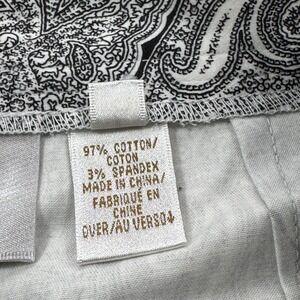 97% COTTON/
COTON
3% SPANDEX
MADE IN CHINA/
FABRIQUÉ EN
CHINE
OVER/AU VERSO↓